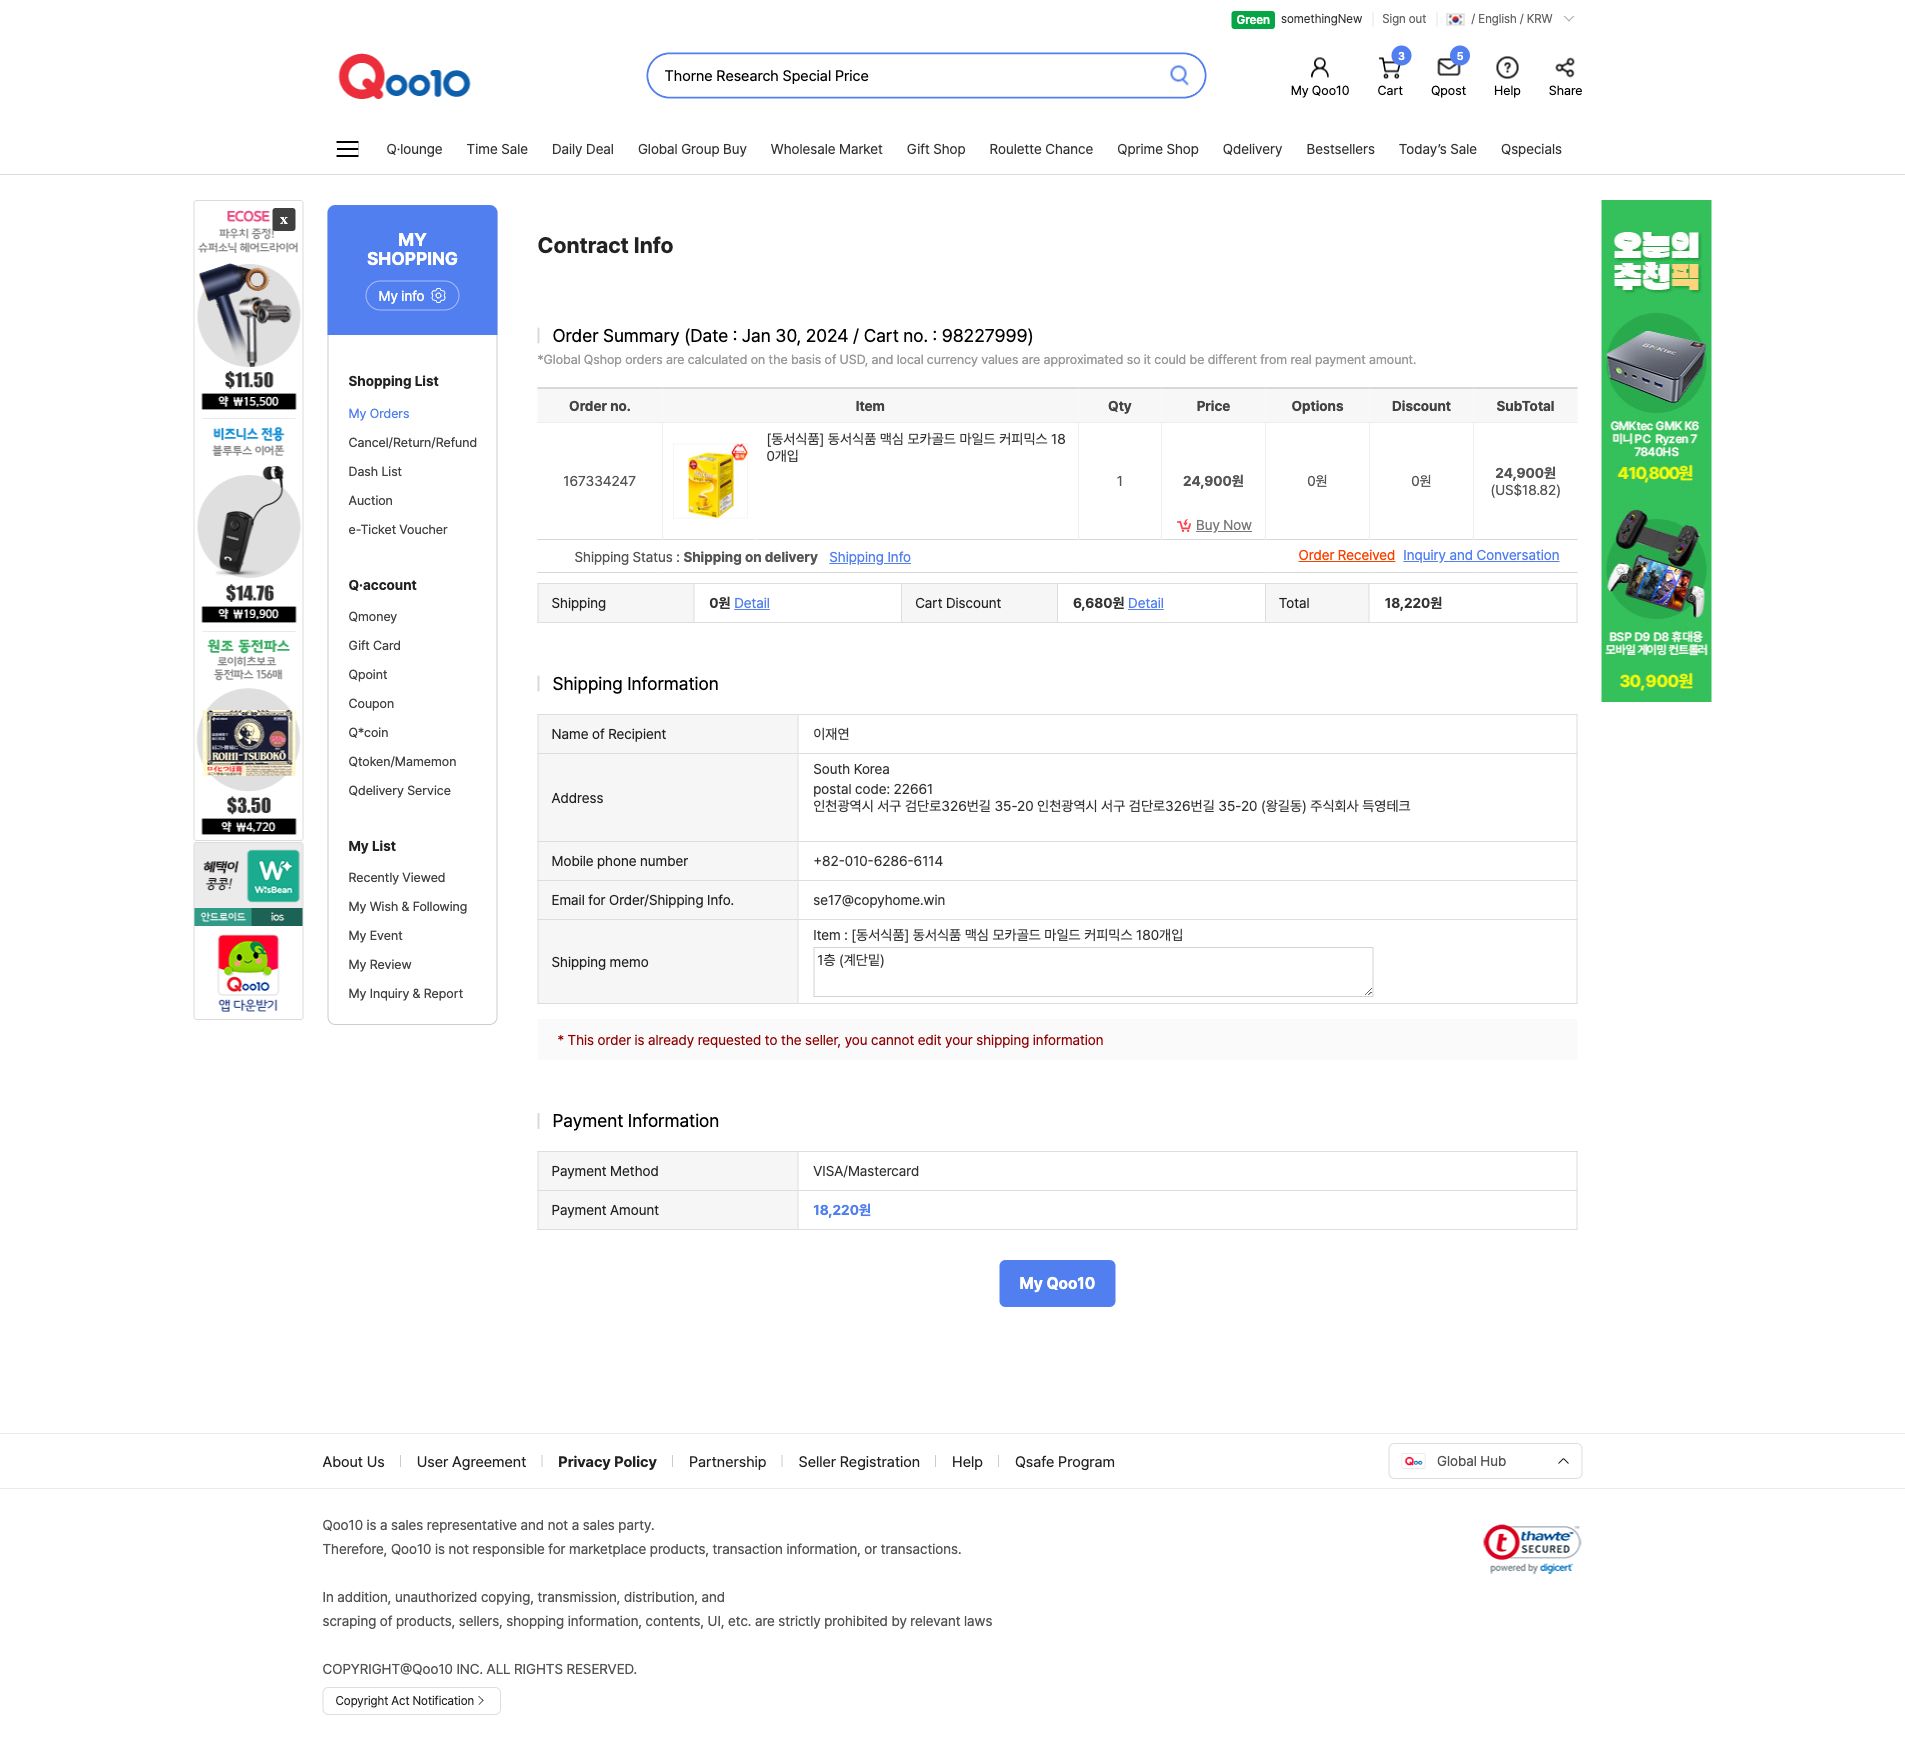 Green somethingNew Sign out / English / KRW
Qoo10
Thorne Research Special Price
3
5
My Qoo10 Cart Qpost Help Share
Q·lounge Time Sale Daily Deal Global Group Buy Wholesale Market Gift Shop Roulette Chance Qprime Shop Qdelivery Bestsellers Today's Sale Qspecials
ECOSE x
파우치 증정!
슈퍼소닉 헤어드라이어
$11.50
약 ₩15,500
비즈니스 전용
블루투스 이어폰
$14.76
약 ₩19,900
원조 동전파스
로이히츠보코
동전파스 156매
ROIHI-TSUBOKO
$3.50
약 ₩4,720
혜택이
콩콩!
W+
WisBean
안드로이드 ios
Qoo10
앱 다운받기
MY
SHOPPING
My info
Shopping List
My Orders
Cancel/Return/Refund
Dash List
Auction
e-Ticket Voucher
Q·account
Qmoney
Gift Card
Qpoint
Coupon
Q*coin
Qtoken/Mamemon
Qdelivery Service
My List
Recently Viewed
My Wish & Following
My Event
My Review
My Inquiry & Report
Contract Info
Order Summary (Date : Jan 30, 2024 / Cart no. : 98227999)
*Global Qshop orders are calculated on the basis of USD, and local currency values are approximated so it could be different from real payment amount.
Order no. Item Qty Price Options Discount SubTotal
167334247
[동서식품] 동서식품 맥심 모카골드 마일드 커피믹스 18
0개입
1
24,900원
Buy Now
0원
0원
24,900원
(US$18.82)
Shipping Status : Shipping on delivery Shipping Info Order Received Inquiry and Conversation
Shipping 0원 Detail Cart Discount 6,680원 Detail Total 18,220원
Shipping Information
Name of Recipient 이재연
Address
South Korea
postal code: 22661
인천광역시 서구 검단로326번길 35-20 인천광역시 서구 검단로326번길 35-20 (왕길동) 주식회사 득영테크
Mobile phone number +82-010-6286-6114
Email for Order/Shipping Info. se17@copyhome.win
Shipping memo
Item : [동서식품] 동서식품 맥심 모카골드 마일드 커피믹스 180개입
1층 (계단밑)
* This order is already requested to the seller, you cannot edit your shipping information
Payment Information
Payment Method VISA/Mastercard
Payment Amount 18,220원
My Qoo10
오늘의
추천픽
GMKtec
GMKtec GMK K6
미니 PC Ryzen 7
7840HS
410,800원
BSP D9 D8 휴대용
모바일 게이밍 컨트롤러
30,900원
About Us User Agreement Privacy Policy Partnership Seller Registration Help Qsafe Program
Qoo Global Hub
Qoo10 is a sales representative and not a sales party.
Therefore, Qoo10 is not responsible for marketplace products, transaction information, or transactions.
In addition, unauthorized copying, transmission, distribution, and
scraping of products, sellers, shopping information, contents, UI, etc. are strictly prohibited by relevant laws
COPYRIGHT@Qoo10 INC. ALL RIGHTS RESERVED.
Copyright Act Notification >
thawte
SECURED
powered by digicert